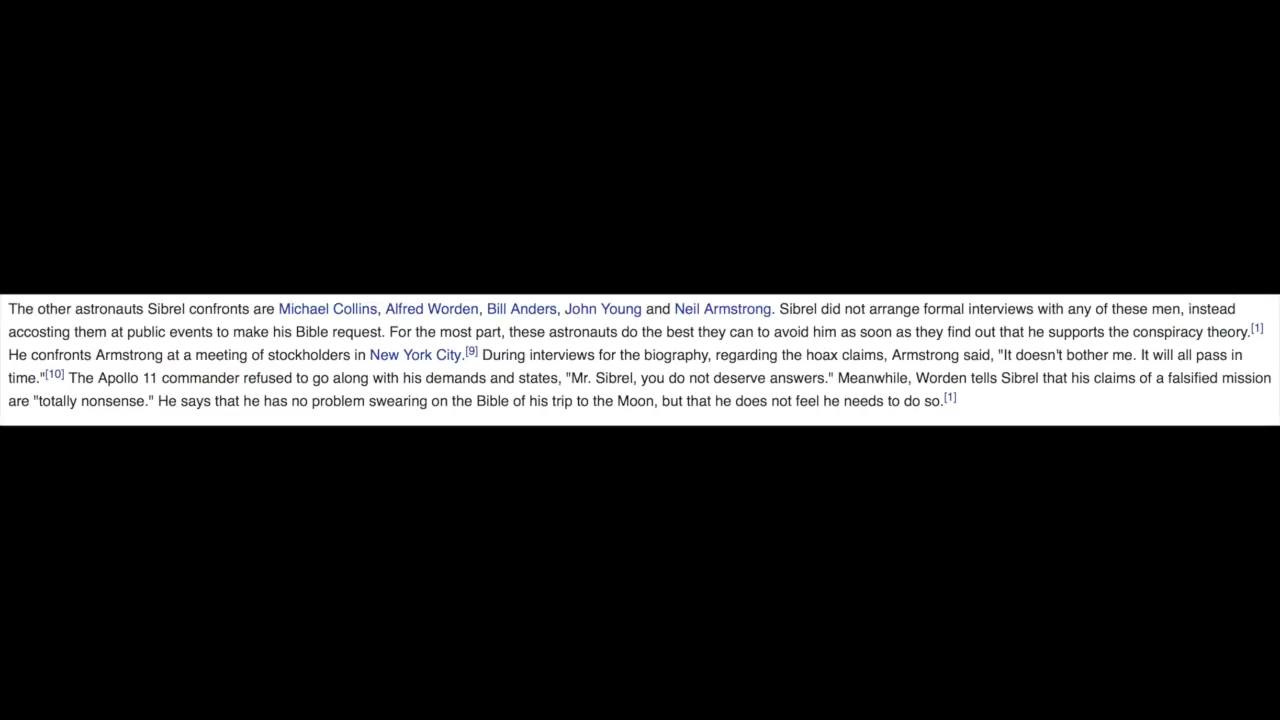 The other astronauts Sibrel confronts are Michael Collins, Alfred Worden, Bill Anders, John Young and Neil Armstrong. Sibrel did not arrange formal interviews with any of these men, instead
accosting them at public events to make his Bible request. For the most part, these astronauts do the best they can to avoid him as soon as they find out that he supports the conspiracy theory.[1]
He confronts Armstrong at a meeting of stockholders in New York City.[9] During interviews for the biography, regarding the hoax claims, Armstrong said, "It doesn't bother me. It will all pass in
time."[10] The Apollo 11 commander refused to go along with his demands and states, "Mr. Sibrel, you do not deserve answers." Meanwhile, Worden tells Sibrel that his claims of a falsified mission
are "totally nonsense." He says that he has no problem swearing on the Bible of his trip to the Moon, but that he does not feel he needs to do so.[1]